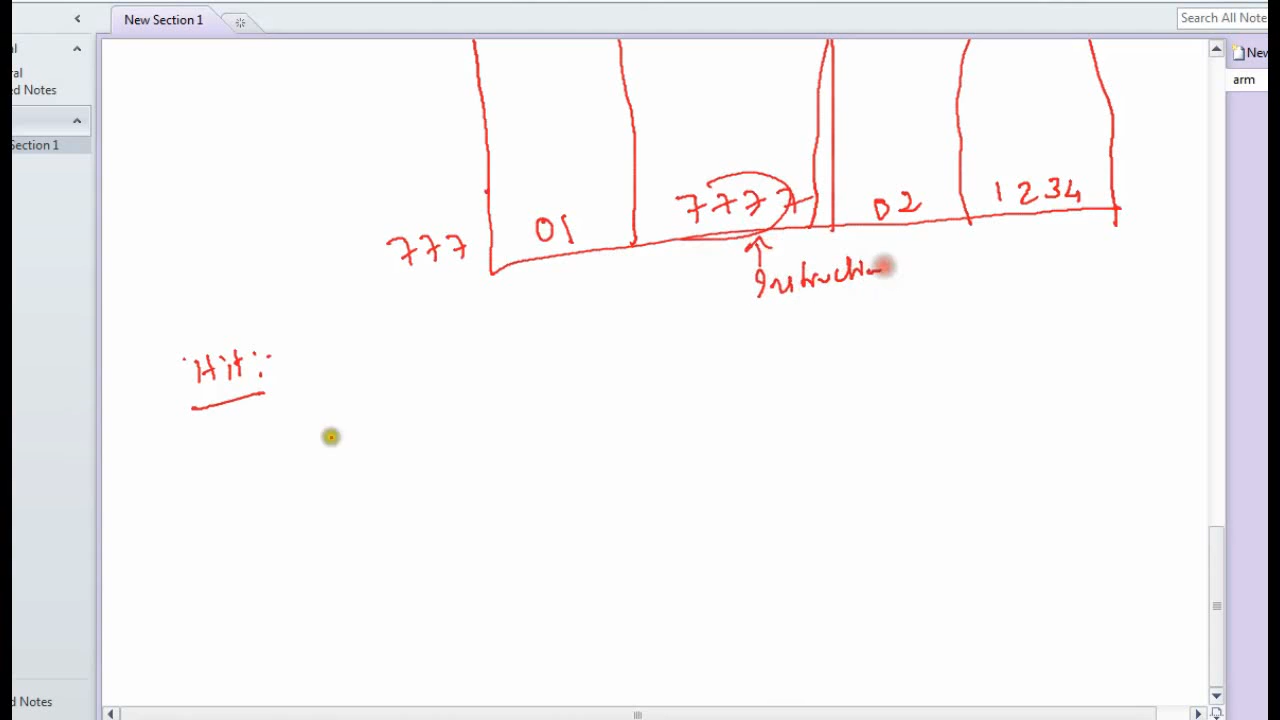 New Section 1
Search All Note
al
ral
ed Notes
Section 1
d Notes
New
arm
777 01 7777 02 1234
Instruction
Hit: